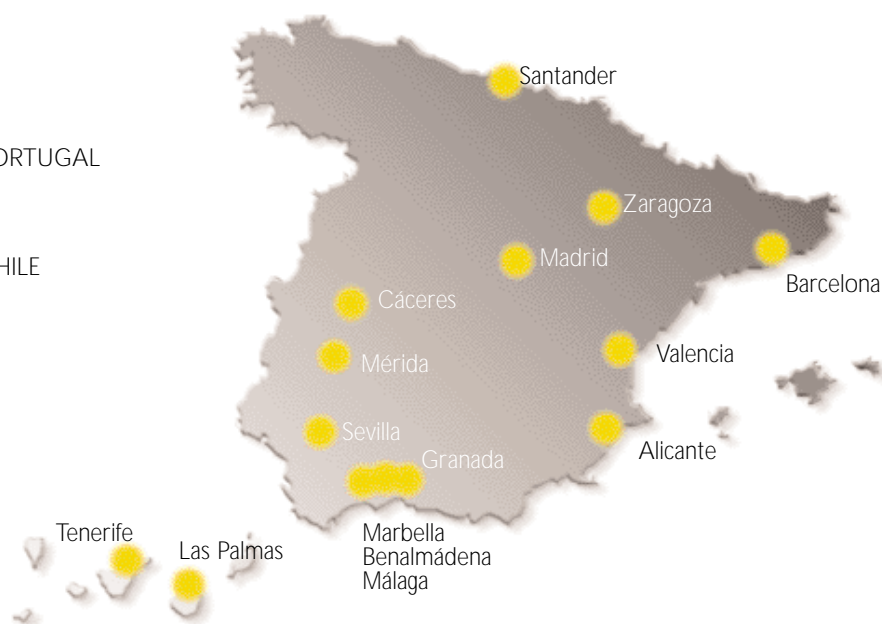 Santander
ORTUGAL
Zaragoza
Madrid
HILE
Barcelona
Cáceres
Valencia
Mérida
Sevilla
Alicante
Granada
Tenerife
Marbella
Las Palmas
Benalmádena
Málaga